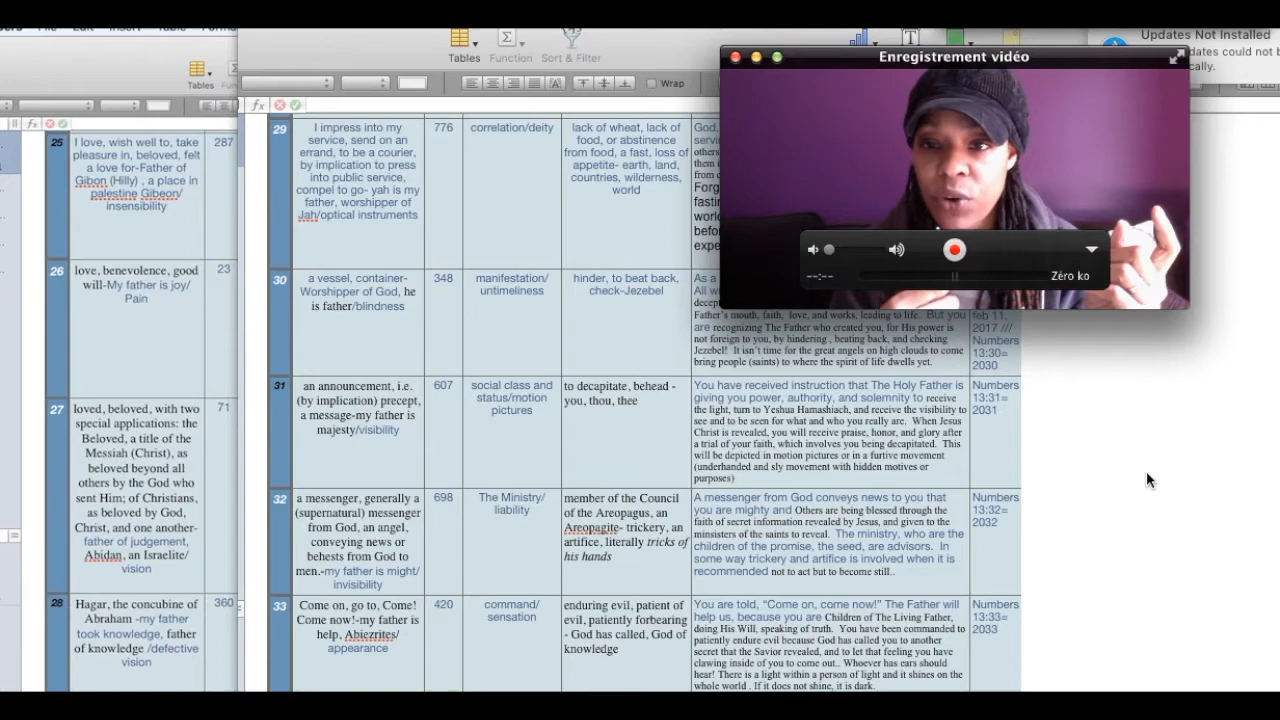 File Edit Insert Table
Updates Not Installed
Tables Function Sort & Filter
Enregistrement vidéo
dates could not b
cally.
Tables
Wrap
fx
fx
25
I love, wish well to, take
pleasure in, beloved, felt
a love for-Father of
Gibon (Hilly) , a place in
palestine Gibeon/
insensibility
287
26
love, benevolence, good
will-My father is joy/
Pain
23
27
loved, beloved, with two
special applications: the
Beloved, a title of the
Messiah (Christ), as
beloved beyond all
others by the God who
sent Him; of Christians,
as beloved by God,
Christ, and one another-
father of judgement,
Abidan, an Israelite/
vision
71
28
Hagar, the concubine of
Abraham -my father
took knowledge, father
of knowledge /defective
vision
360
29
I impress into my
service, send on an
errand, to be a courier,
by implication to press
into public service,
compel to go- yah is my
father, worshipper of
Jah/optical instruments
776
correlation/deity
lack of wheat, lack of
food, or abstinence
from food, a fast, loss of
appetite- earth, land,
countries, wilderness,
world
God,
servic
others
them i
from c
Forg
fastin
world
befor
expe
--:--
Zéro ko
30
a vessel, container-
Worshipper of God, he
is father/blindness
348
manifestation/
untimeliness
hinder, to beat back,
check-Jezebel
As a
All w
decept
Father's mouth, faith, love, and works, leading to life.. But you
are recognizing The Father who created you, for His power is
not foreign to you, by hindering , beating back, and checking
Jezebel! It isn't time for the great angels on high clouds to come
bring people (saints) to where the spirit of life dwells yet.
feb 11,
2017 ///
Numbers
13:30=
2030
31
an announcement, i.e.
(by implication) precept,
a message-my father is
majesty/visibility
607
social class and
status/motion
pictures
to decapitate, behead -
you, thou, thee
You have received instruction that The Holy Father is
giving you power, authority, and solemnity to receive
the light, turn to Yeshua Hamashiach, and receive the visibility to
see and to be seen for what and who you really are. When Jesus
Christ is revealed, you will receive praise, honor, and glory after
a trial of your faith, which involves you being decapitated. This
will be depicted in motion pictures or in a furtive movement
(underhanded and sly movement with hidden motives or
purposes)
Numbers
13:31=
2031
32
a messenger, generally a
(supernatural) messenger
from God, an angel,
conveying news or
behests from God to
men.-my father is might/
invisibility
698
The Ministry/
liability
member of the Council
of the Areopagus, an
Areopagite- trickery, an
artifice, literally tricks of
his hands
A messenger from God conveys news to you that
you are mighty and Others are being blessed through the
faith of secret information revealed by Jesus, and given to the
minsisters of the saints to reveal. The ministry, who are the
children of the promise, the seed, are advisors. In
some way trickery and artifice is involved when it is
recommended not to act but to become still..
Numbers
13:32=
2032
33
Come on, go to, Come!
Come now!-my father is
help, Abiezrites/
appearance
420
command/
sensation
enduring evil, patient of
evil, patiently forbearing
- God has called, God of
knowledge
You are told, “Come on, come now!” The Father will
help us, because you are Children of The Living Father,
doing His Will, speaking of truth. You have been commanded to
patiently endure evil because God has called you to another
secret that the Savior revealed, and to let that feeling you have
clawing inside of you to come out.. Whoever has ears should
hear! There is a light within a person of light and it shines on the
whole world . If it does not shine, it is dark.
Numbers
13:33=
2033